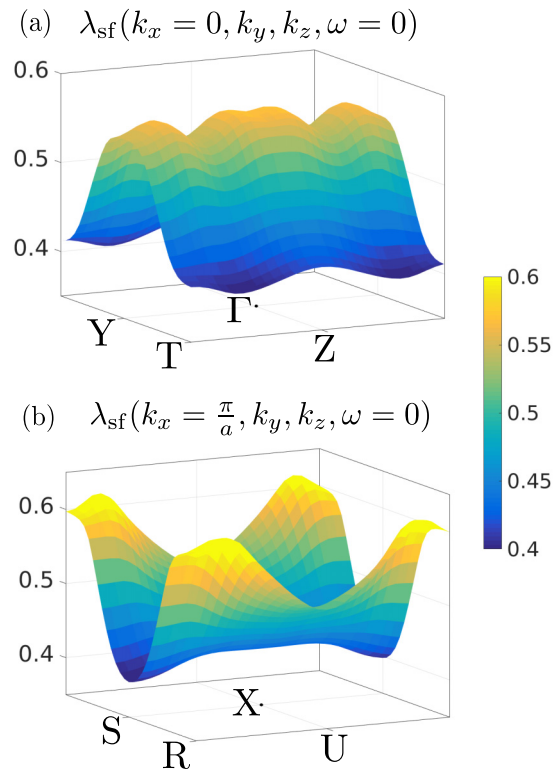 (a) λsf(kx = 0, ky, kz, ω = 0)
0.6
0.5
0.4
Y
T
Γ
Z
0.6
0.55
0.5
0.45
0.4
(b) λsf(kx = π/a, ky, kz, ω = 0)
0.6
0.5
0.4
S
R
X
U